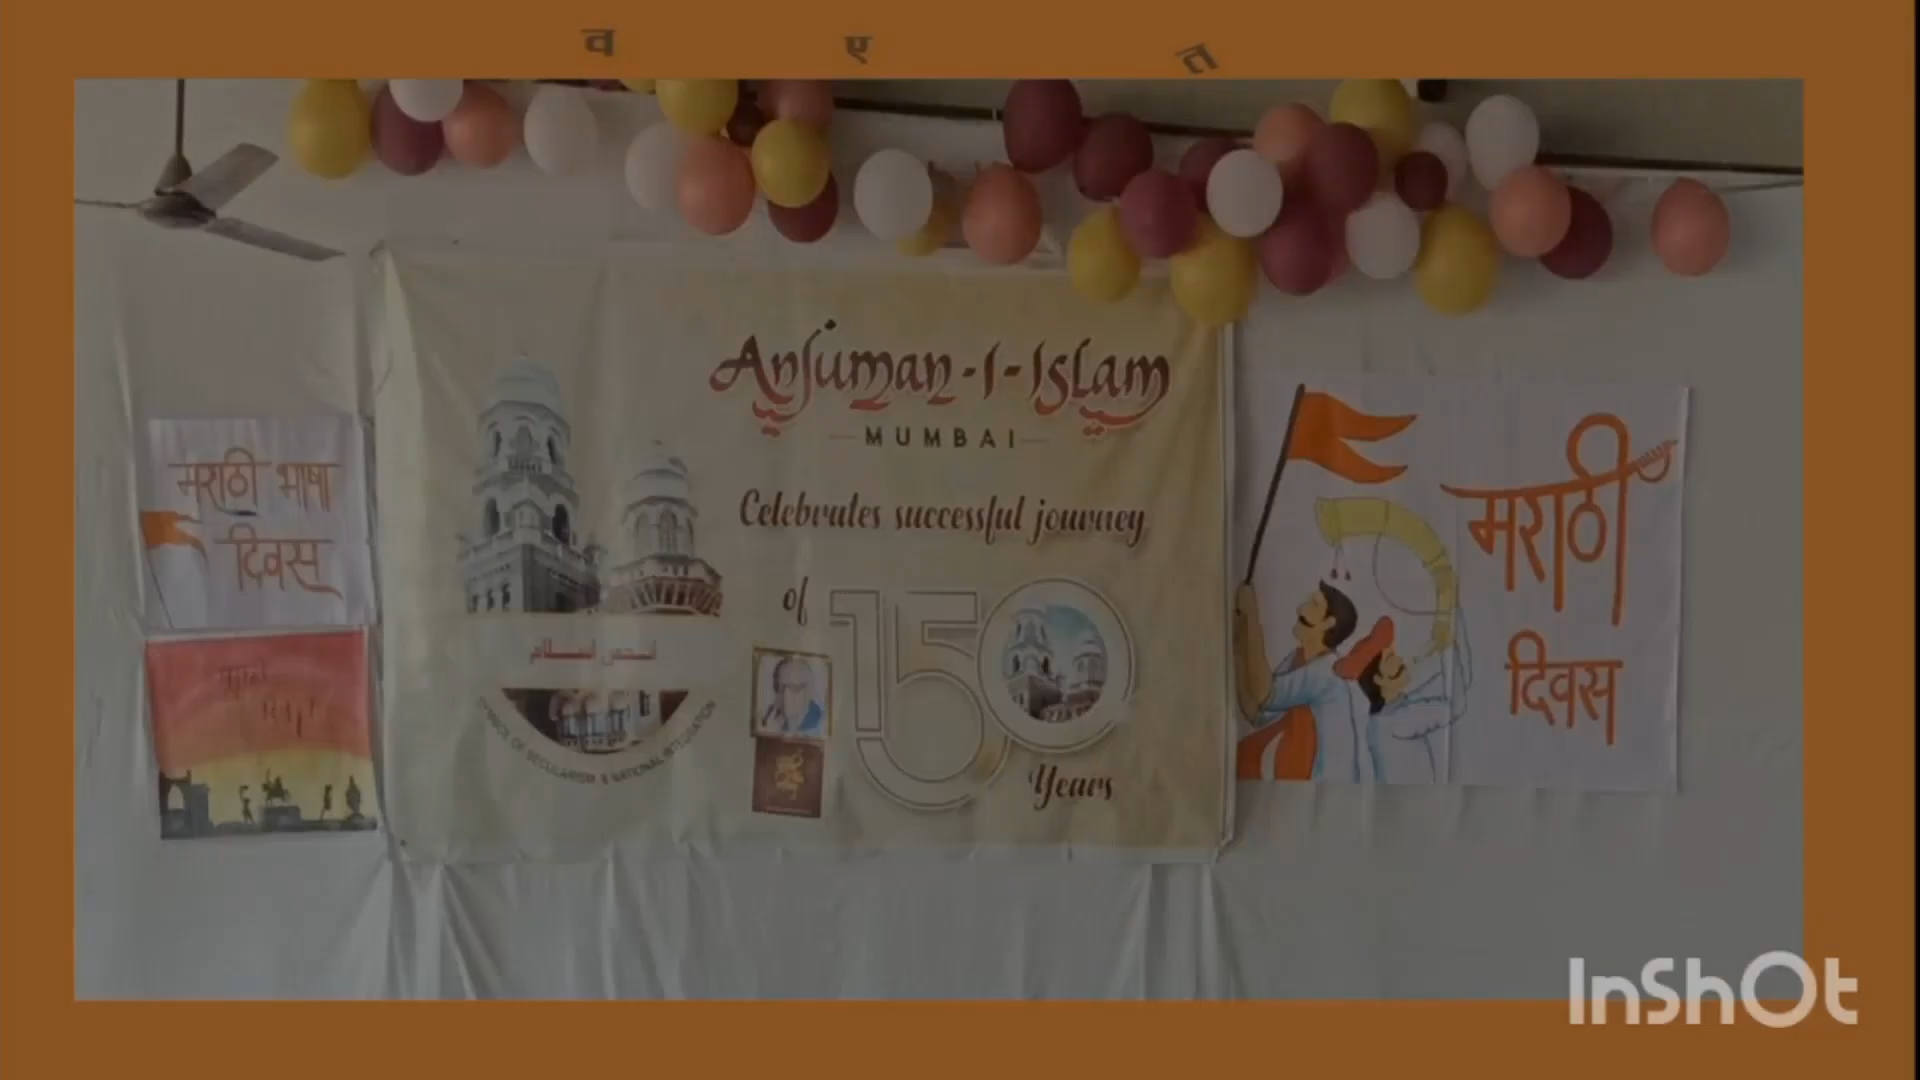 व ए त
Anjuman-I-Islam
MUMBAI
Celebrates successful journey
of 150
Years
मराठी भाषा
दिवस
मराठी
दिवस
InShOt